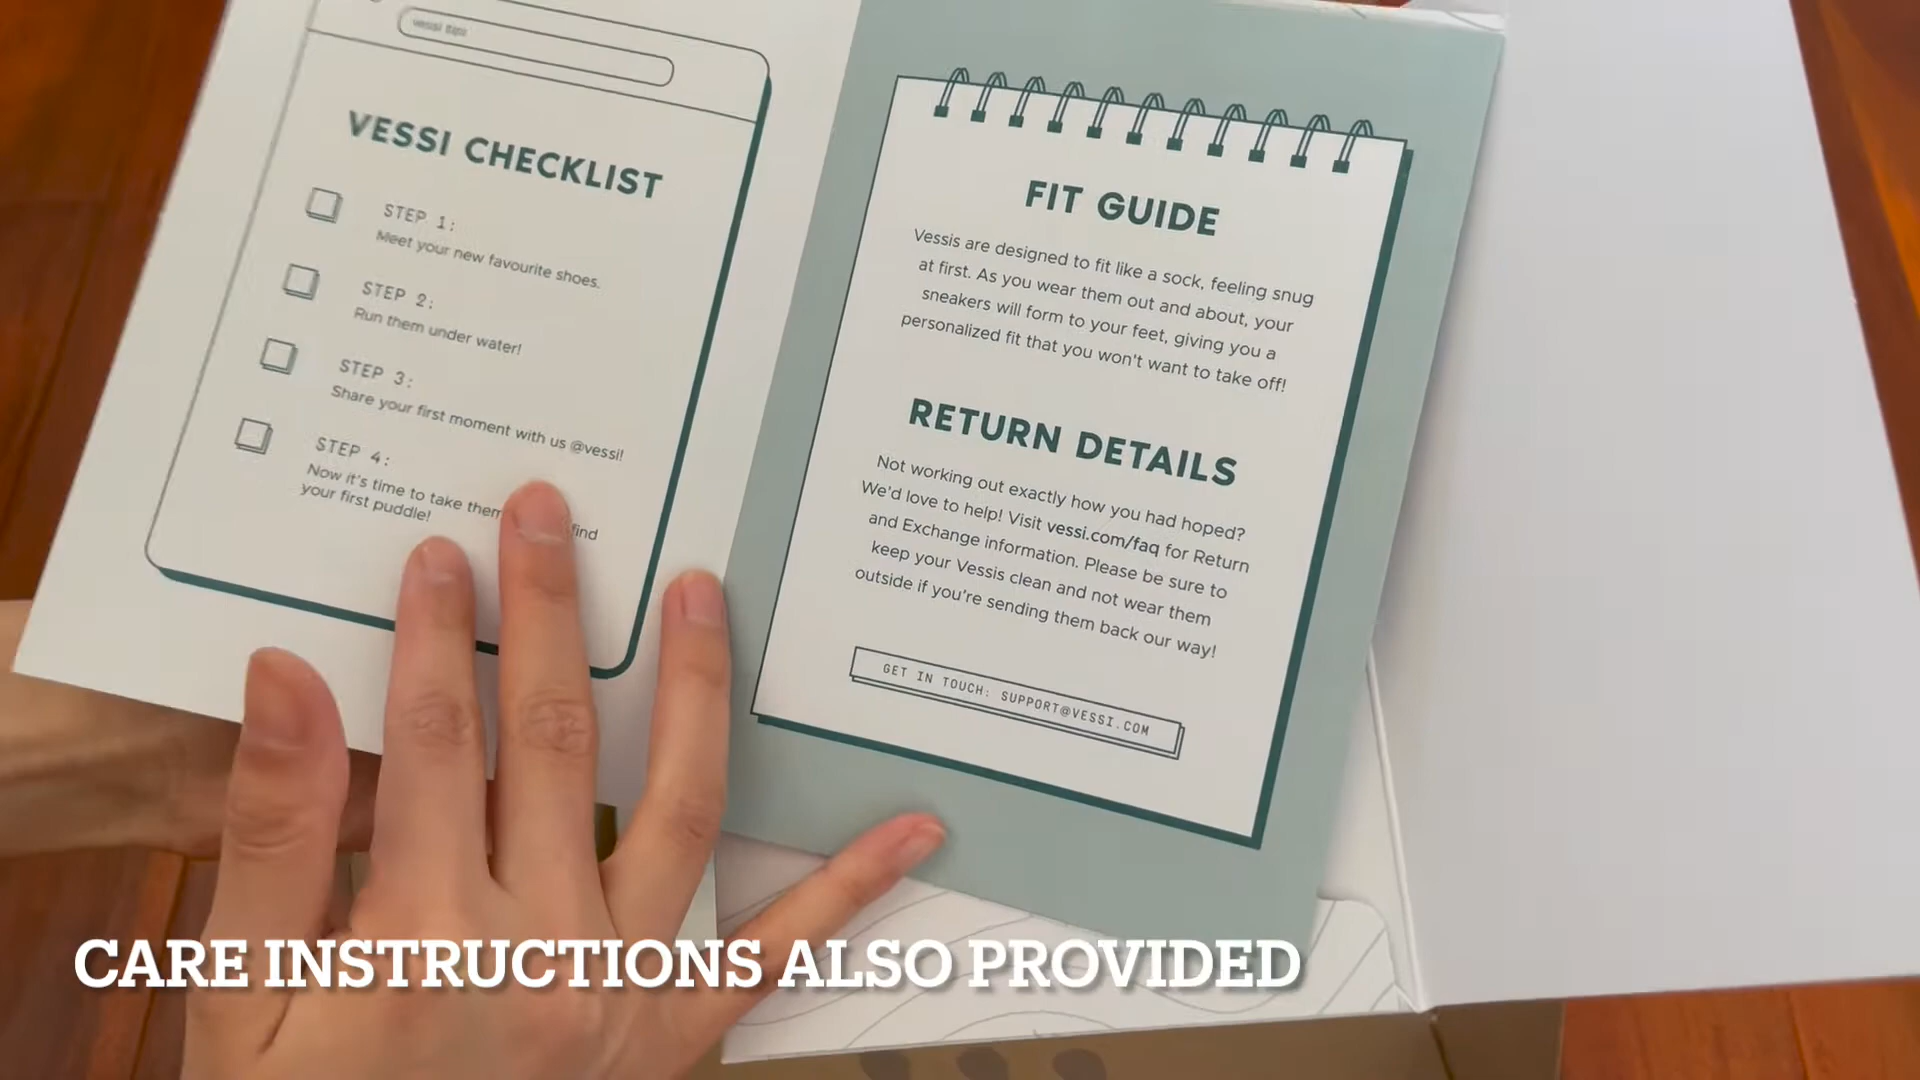 vessi tips
VESSI CHECKLIST
STEP 1:
Meet your new favourite shoes.
STEP 2:
Run them under water!
STEP 3:
Share your first moment with us @vessi!
STEP 4:
Now it's time to take them find
your first puddle!
FIT GUIDE
Vessis are designed to fit like a sock, feeling snug
at first. As you wear them out and about, your
sneakers will form to your feet, giving you a
personalized fit that you won't want to take off!
RETURN DETAILS
Not working out exactly how you had hoped?
We'd love to help! Visit vessi.com/faq for Return
and Exchange information. Please be sure to
keep your Vessis clean and not wear them
outside if you're sending them back our way!
GET IN TOUCH: SUPPORT@VESSI.COM
CARE INSTRUCTIONS ALSO PROVIDED